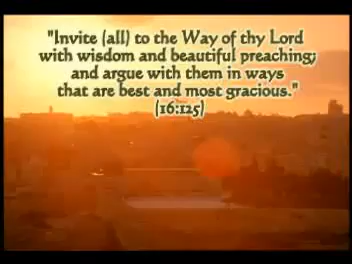 "Invite (all) to the Way of thy Lord
with wisdom and beautiful preaching;
and argue with them in ways
that are best and most gracious."
(16:125)